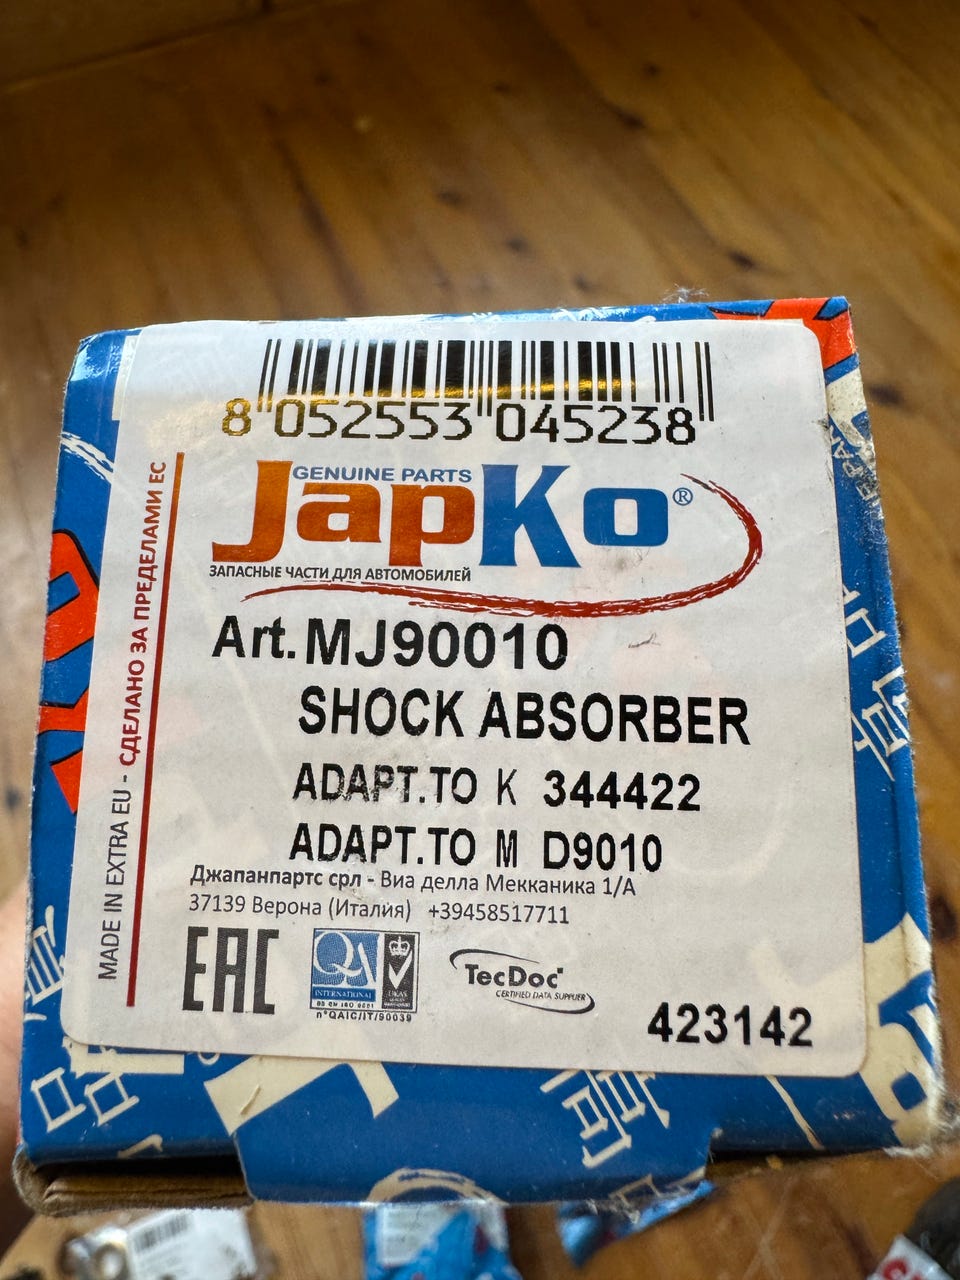 8 052553 045238
GENUINE PARTS
JapKo®
ЗАПАСНЫЕ ЧАСТИ ДЛЯ АВТОМОБИЛЕЙ
Art.MJ90010
SHOCK ABSORBER
ADAPT.TO K 344422
ADAPT.TO M D9010
Джапанпартс срл - Виа делла Мекканика 1/А
37139 Верона (Италия) +39458517711
MADE IN EXTRA EU - СДЕЛАНО ЗА ПРЕДЕЛАМИ ЕС
EAC
QA
INTERNATIONAL
UKAS
n°QAIC/IT/90039
TecDoc
CERTIFIED DATA SUPPLIER
423142